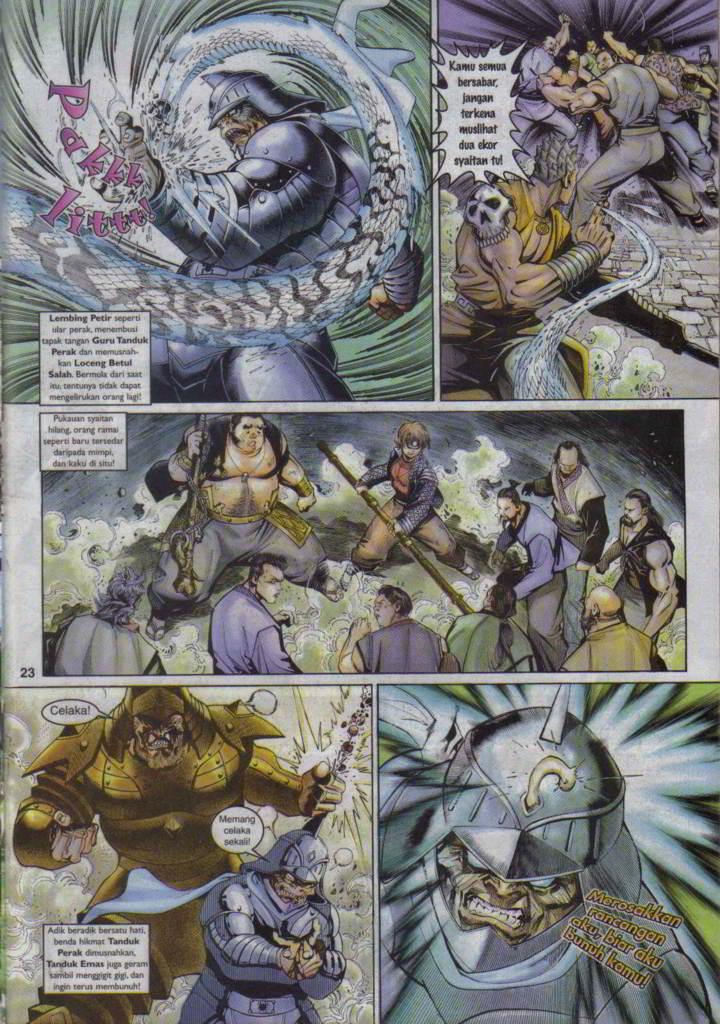 Pakkk
Jitttt!
Lembing Petir seperti
ular perak, menembusi
tapak tangan Guru Tanduk
Perak dan memusnah-
kan Loceng Betul
Salah. Bermula dari saat
itu, tentunya tidak dapat
mengelirukan orang lagi!
Kamu semua
bersabar,
jangan
terkena
muslihat
dua ekor
syaitan tu!
Pukauan syaitan
hilang, orang ramai
seperti baru tersedar
daripada mimpi,
dan kaku di situ!
23
Celaka!
Memang
celaka
sekali!
Adik beradik bersatu hati,
benda hikmat Tanduk
Perak dimusnahkan,
Tanduk Emas juga geram
sambil menggigit gigi, dan
ingin terus membunuh!
Merosakkan
rancangan
aku, biar aku
bunuh kamu!